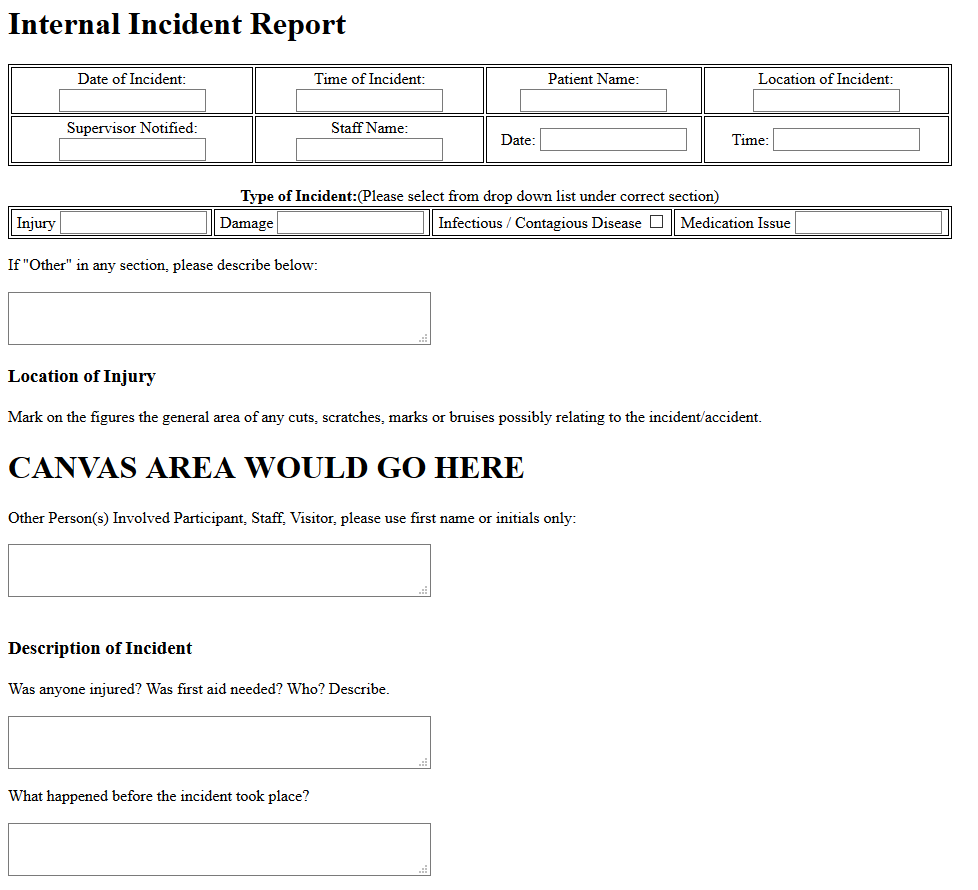 Internal Incident Report
Date of Incident: Time of Incident: Patient Name: Location of Incident:
Supervisor Notified: Staff Name: Date: Time:
Type of Incident:(Please select from drop down list under correct section)
Injury Damage Infectious / Contagious Disease Medication Issue
If "Other" in any section, please describe below:
Location of Injury
Mark on the figures the general area of any cuts, scratches, marks or bruises possibly relating to the incident/accident.
CANVAS AREA WOULD GO HERE
Other Person(s) Involved Participant, Staff, Visitor, please use first name or initials only:
Description of Incident
Was anyone injured? Was first aid needed? Who? Describe.
What happened before the incident took place?